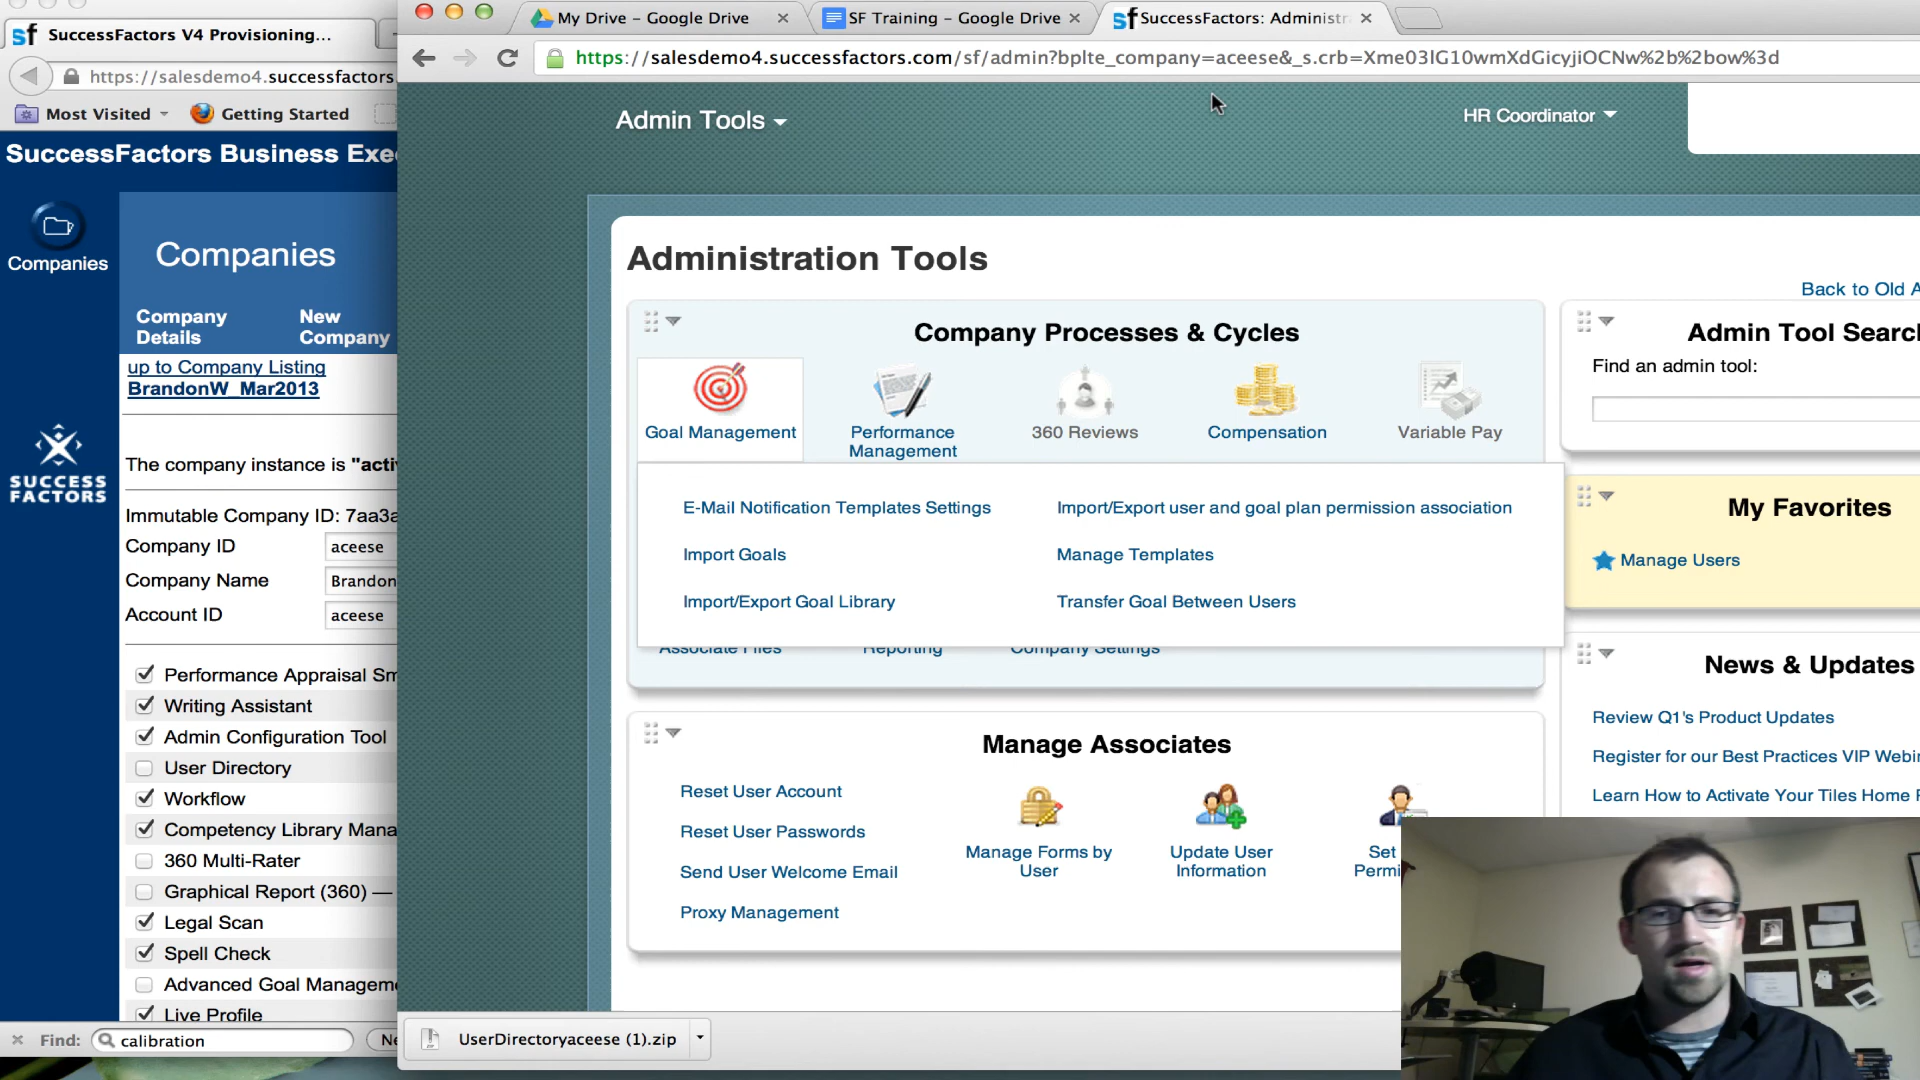 SuccessFactors V4 Provisioning...
https://salesdemo4.successfactors
Most Visited
Getting Started
SuccessFactors Business Exe
Companies
Companies
Company Details
New Company
up to Company Listing
BrandonW_Mar2013
The company instance is "activ
Immutable Company ID: 7aa3a
Company ID
aceese
Company Name
Brandon
Account ID
aceese
SUCCESS
FACTORS
Performance Appraisal Sm
Writing Assistant
Admin Configuration Tool
User Directory
Workflow
Competency Library Mana
360 Multi-Rater
Graphical Report (360) —
Legal Scan
Spell Check
Advanced Goal Managem
Live Profile
Find:
calibration
Ne
My Drive – Google Drive
SF Training – Google Drive
SuccessFactors: Administr
https://salesdemo4.successfactors.com/sf/admin?bplte_company=aceese&_s.crb=Xme03lG10wmXdGicyjiOCNw%2b%2bow%3d
Admin Tools
HR Coordinator
Administration Tools
Back to Old A
Company Processes & Cycles
Goal Management
Performance
Management
360 Reviews
Compensation
Variable Pay
E-Mail Notification Templates Settings
Import/Export user and goal plan permission association
Import Goals
Manage Templates
Import/Export Goal Library
Transfer Goal Between Users
Associate Files
Reporting
Company Settings
Manage Associates
Reset User Account
Reset User Passwords
Send User Welcome Email
Proxy Management
Manage Forms by
User
Update User
Information
Set
Permi
Admin Tool Search
Find an admin tool:
My Favorites
Manage Users
News & Updates
Review Q1's Product Updates
Register for our Best Practices VIP Webin
Learn How to Activate Your Tiles Home P
UserDirectoryaceese (1).zip